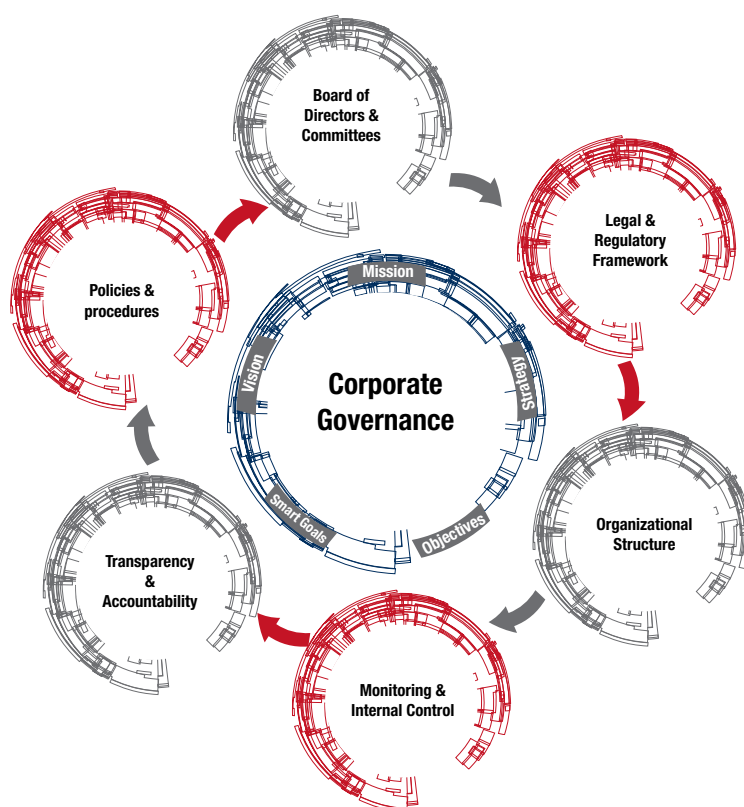 Board of
Directors &
Committees
Legal &
Regulatory
Framework
Organizational
Structure
Monitoring &
Internal Control
Transparency
&
Accountability
Policies &
procedures
Mission
Strategy
Objectives
Smart Goals
Vision
Corporate
Governance